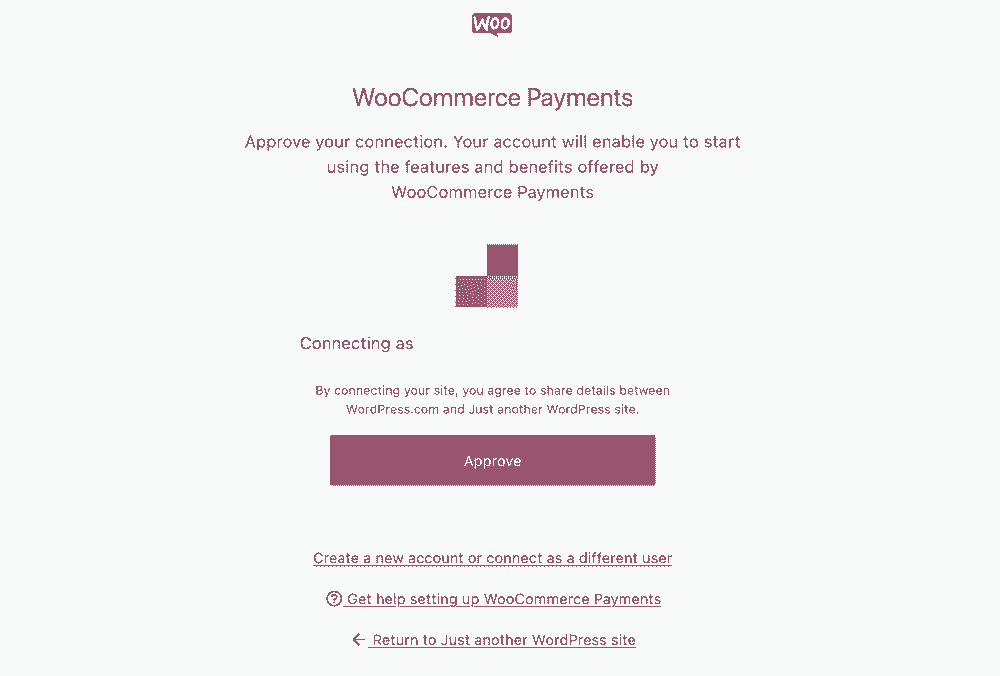 Woo
WooCommerce Payments
Approve your connection. Your account will enable you to start
using the features and benefits offered by
WooCommerce Payments
Connecting as
By connecting your site, you agree to share details between
WordPress.com and Just another WordPress site.
Approve
Create a new account or connect as a different user
Get help setting up WooCommerce Payments
Return to Just another WordPress site